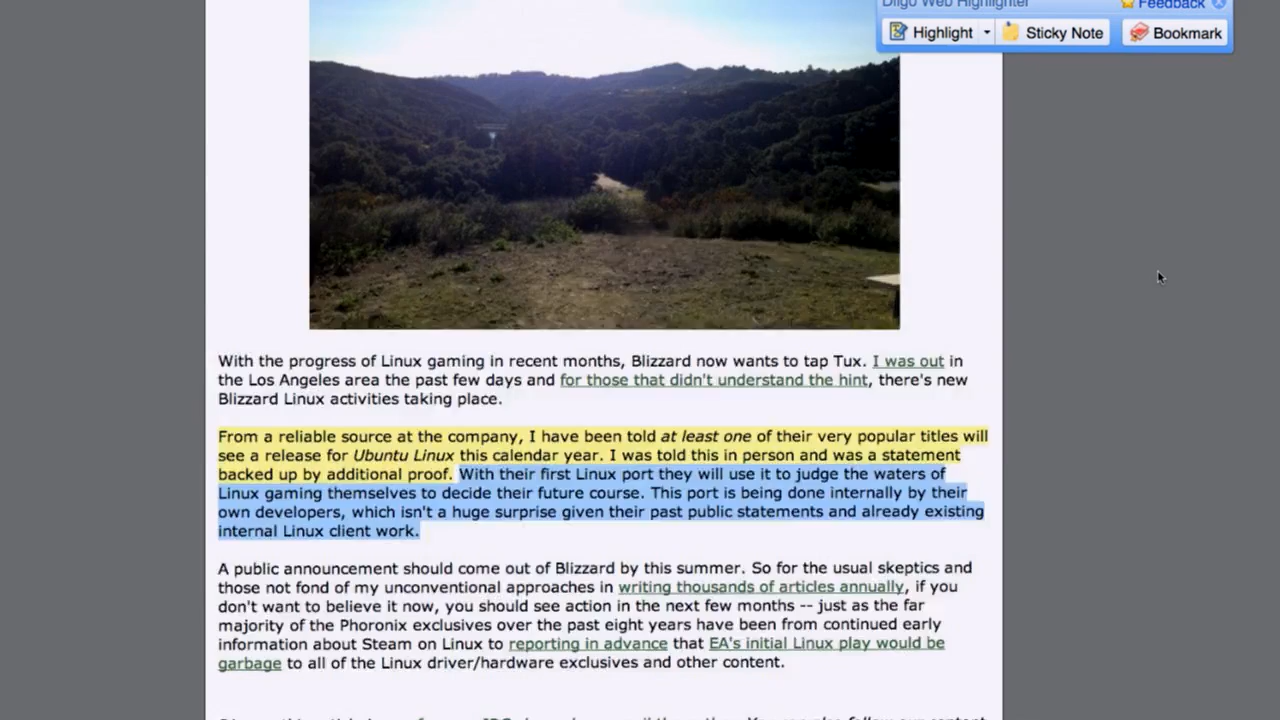 Diigo Web Highlighter
Feedback
Highlight
Sticky Note
Bookmark
With the progress of Linux gaming in recent months, Blizzard now wants to tap Tux. I was out in
the Los Angeles area the past few days and for those that didn't understand the hint, there's new
Blizzard Linux activities taking place.
From a reliable source at the company, I have been told at least one of their very popular titles will
see a release for Ubuntu Linux this calendar year. I was told this in person and was a statement
backed up by additional proof. With their first Linux port they will use it to judge the waters of
Linux gaming themselves to decide their future course. This port is being done internally by their
own developers, which isn't a huge surprise given their past public statements and already existing
internal Linux client work.
A public announcement should come out of Blizzard by this summer. So for the usual skeptics and
those not fond of my unconventional approaches in writing thousands of articles annually, if you
don't want to believe it now, you should see action in the next few months -- just as the far
majority of the Phoronix exclusives over the past eight years have been from continued early
information about Steam on Linux to reporting in advance that EA's initial Linux play would be
garbage to all of the Linux driver/hardware exclusives and other content.